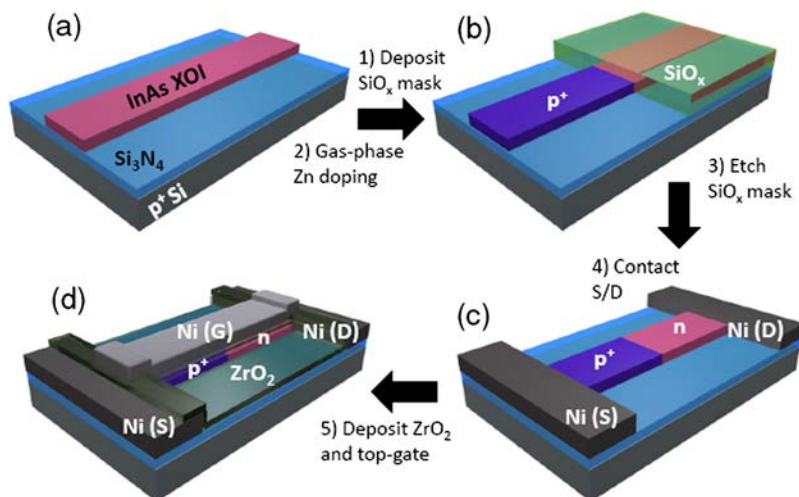 (a)
InAs XOI
Si₃N₄
p⁺ Si
1) Deposit
SiOₓ mask
2) Gas-phase
Zn doping
(b)
SiOₓ
p⁺
3) Etch
SiOₓ mask
4) Contact
S/D
(c)
n
Ni (D)
p⁺
Ni (S)
5) Deposit ZrO₂
and top-gate
(d)
Ni (G)
n
Ni (D)
p⁺
ZrO₂
Ni (S)